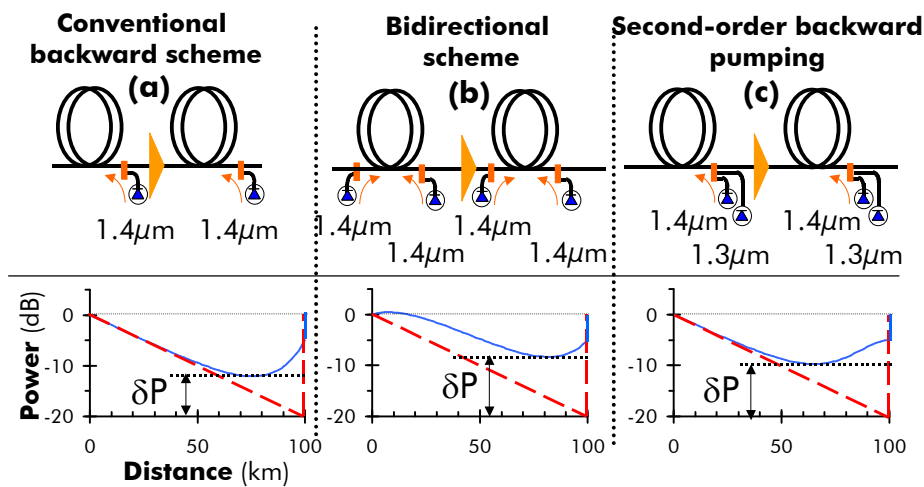 Conventional
backward scheme
(a)
1.4µm
1.4µm
Bidirectional
scheme
(b)
1.4µm
1.4µm
1.4µm
1.4µm
Second-order backward
pumping
(c)
1.4µm
1.3µm
1.4µm
1.3µm
Power (dB)
0
-10
-20
δP
0
50
100
Distance (km)
0
-10
-20
δP
0
50
100
0
-10
-20
δP
0
50
100